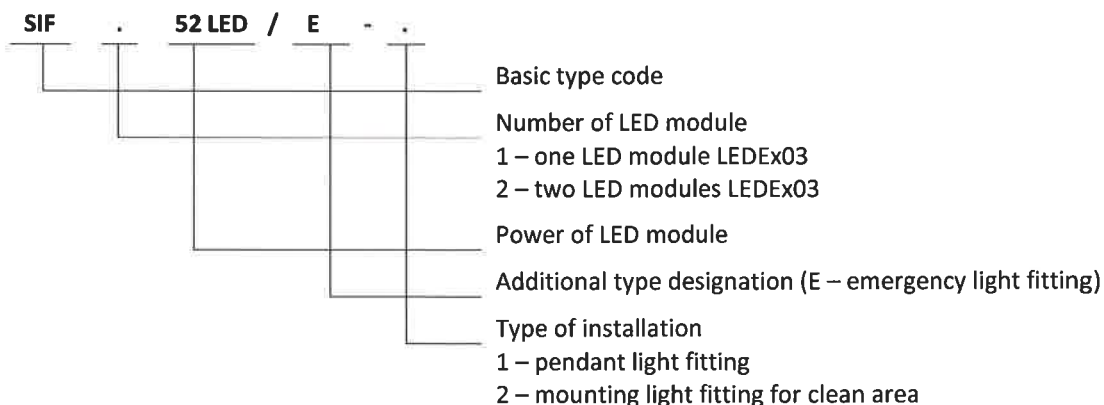 SIF . 52 LED / E - .
Basic type code
Number of LED module
1 – one LED module LEDEx03
2 – two LED modules LEDEx03
Power of LED module
Additional type designation (E – emergency light fitting)
Type of installation
1 – pendant light fitting
2 – mounting light fitting for clean area